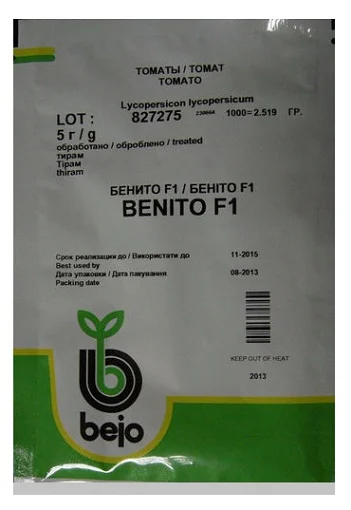 ТОМАТЫ / ТОМАТ
TOMATO
Lycopersicon lycopersicum
LOT : 827275 23066A 1000=2.519 ГР.
5 г / g
обработано / оброблено / treated
тирам
Тірам
thiram
БЕНИТО F1 / БЕНІТО F1
BENITO F1
Срок реализации до / Використати до 11-2015
Best used by
Дата упаковки / Дата пакування 08-2013
Packing date
KEEP OUT OF HEAT
2013
bejo